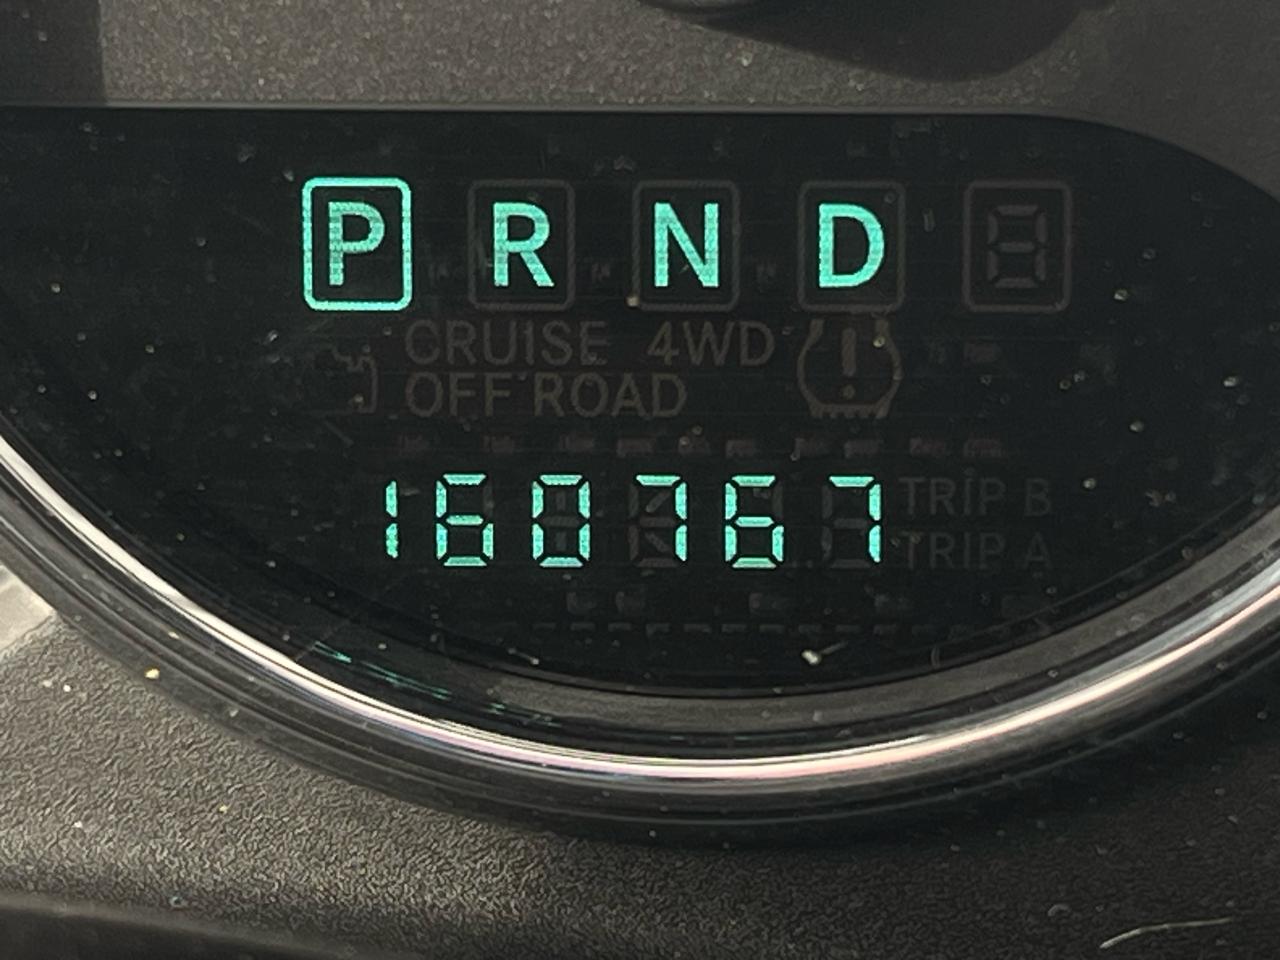 P R N D
CRUISE 4WD
OFF ROAD
160767
TRIP B
TRIP A